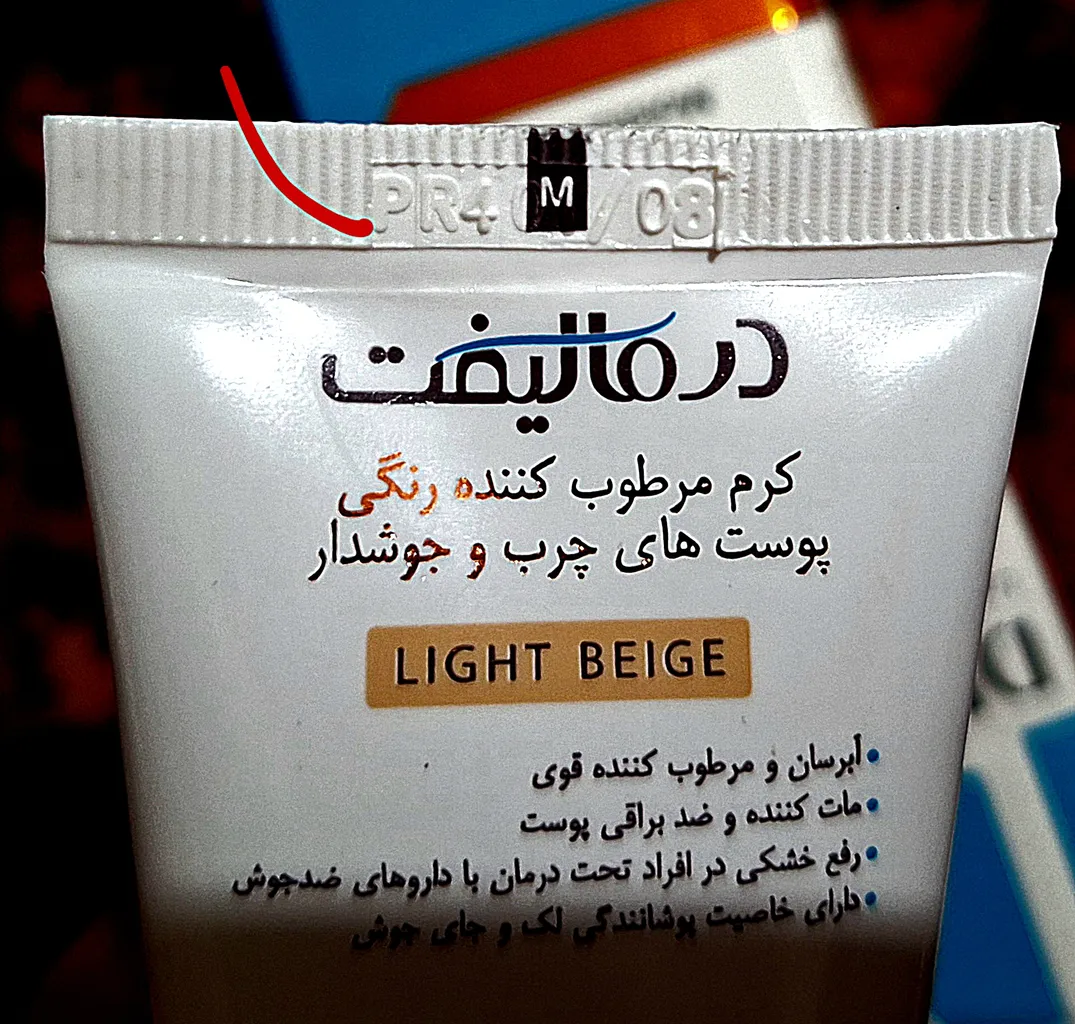 M
PR4 0 / 08
درمالیفت
کرم مرطوب کننده رنگی
پوست های چرب و جوشدار
LIGHT BEIGE
•آبرسان و مرطوب کننده قوی
•مات کننده و ضد براقی پوست
•رفع خشکی در افراد تحت درمان با داروهای ضدجوش
•دارای خاصیت پوشانندگی لک و جای جوش